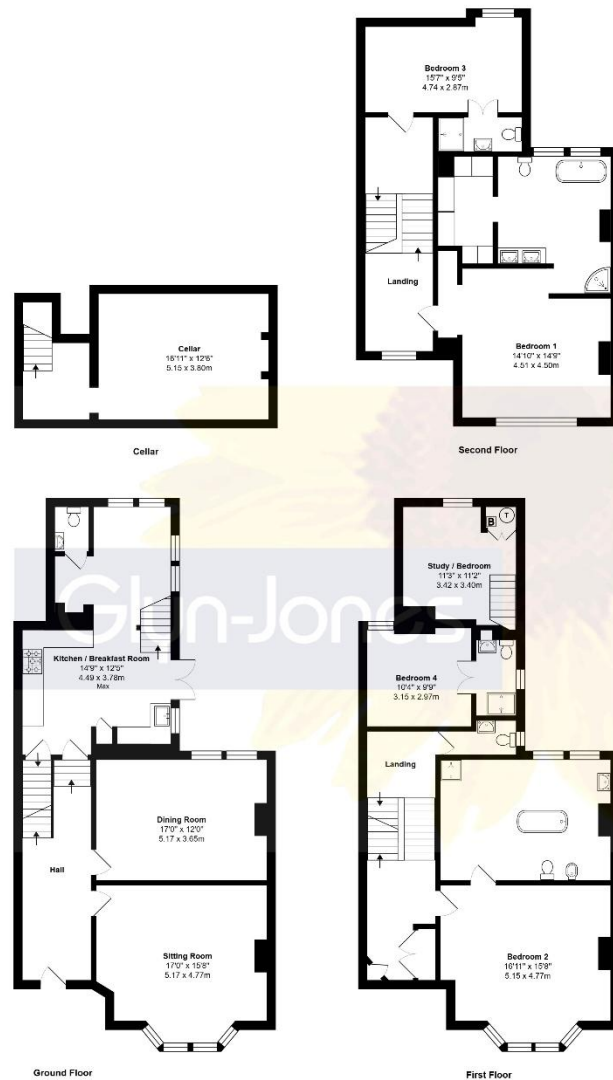 Bedroom 3
15'7" x 9'5"
4.74 x 2.87m
Landing
Bedroom 1
14'10" x 14'9"
4.51 x 4.50m
Second Floor
Cellar
16'11" x 12'6"
5.15 x 3.80m
Cellar
Glyn-Jones
Kitchen / Breakfast Room
14'9" x 12'5"
4.49 x 3.78m
Max
Dining Room
17'0" x 12'0"
5.17 x 3.65m
Hall
Sitting Room
17'0" x 15'8"
5.17 x 4.77m
Ground Floor
B
T
Study / Bedroom
11'3" x 11'2"
3.42 x 3.40m
Bedroom 4
10'4" x 9'9"
3.15 x 2.97m
Landing
Bedroom 2
16'11" x 15'8"
5.15 x 4.77m
First Floor